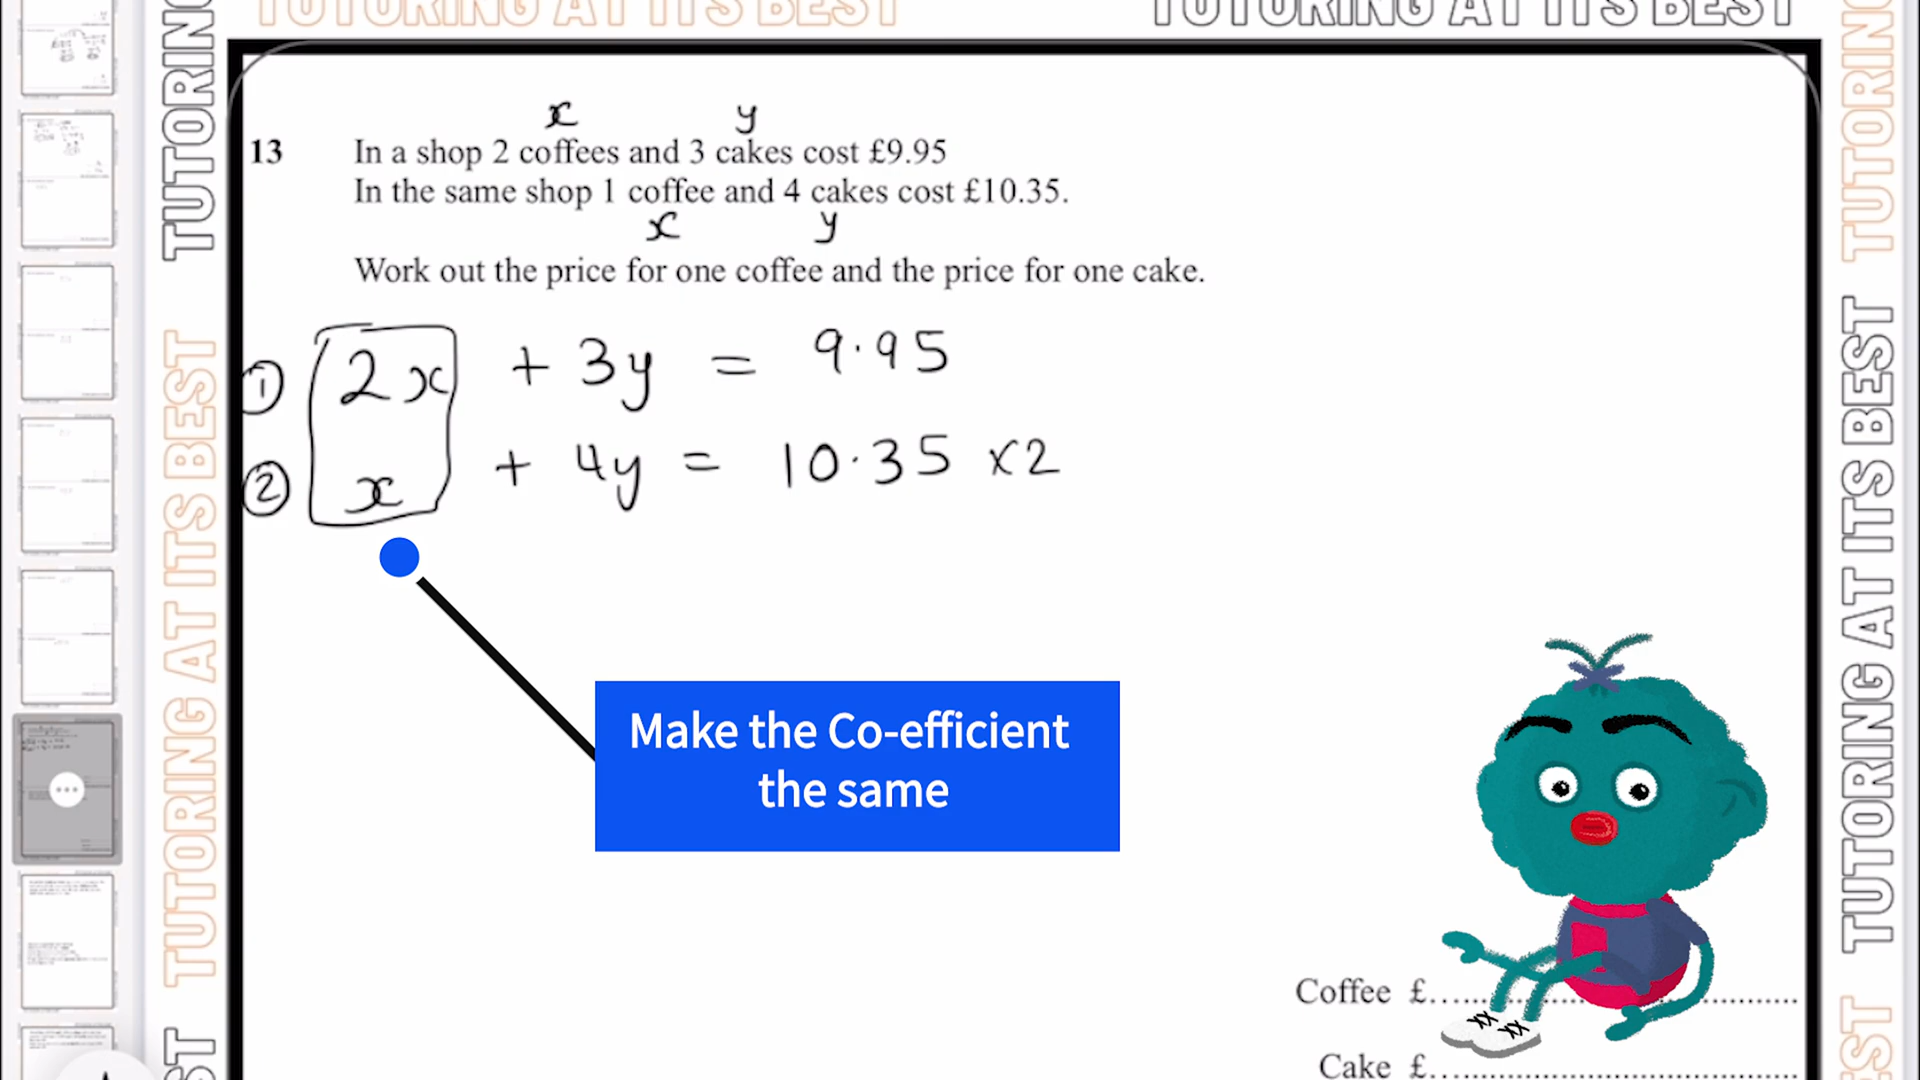 TUTORING AT ITS BEST
TUTORING AT ITS BEST
x y
13 In a shop 2 coffees and 3 cakes cost £9.95
In the same shop 1 coffee and 4 cakes cost £10.35.
x y
Work out the price for one coffee and the price for one cake.
① 2x + 3y = 9.95
② x + 4y = 10.35 x2
Make the Co-efficient
the same
Coffee £
Cake £
TUTORING
TUTORING AT ITS BEST
ST
TUTORING
TUTORING AT ITS BEST
ST